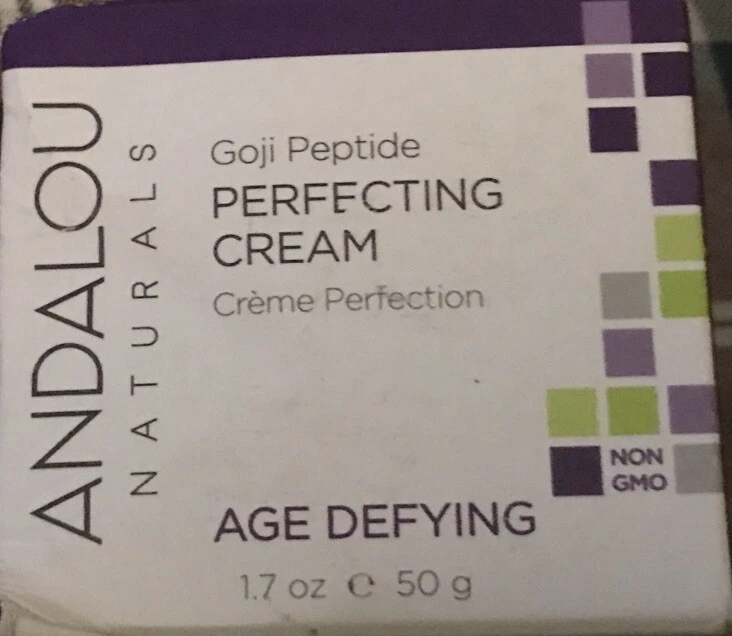 ANDALOU
NATURALS
Goji Peptide
PERFECTING
CREAM
Crème Perfection
NON
GMO
AGE DEFYING
1.7 oz ℮ 50 g